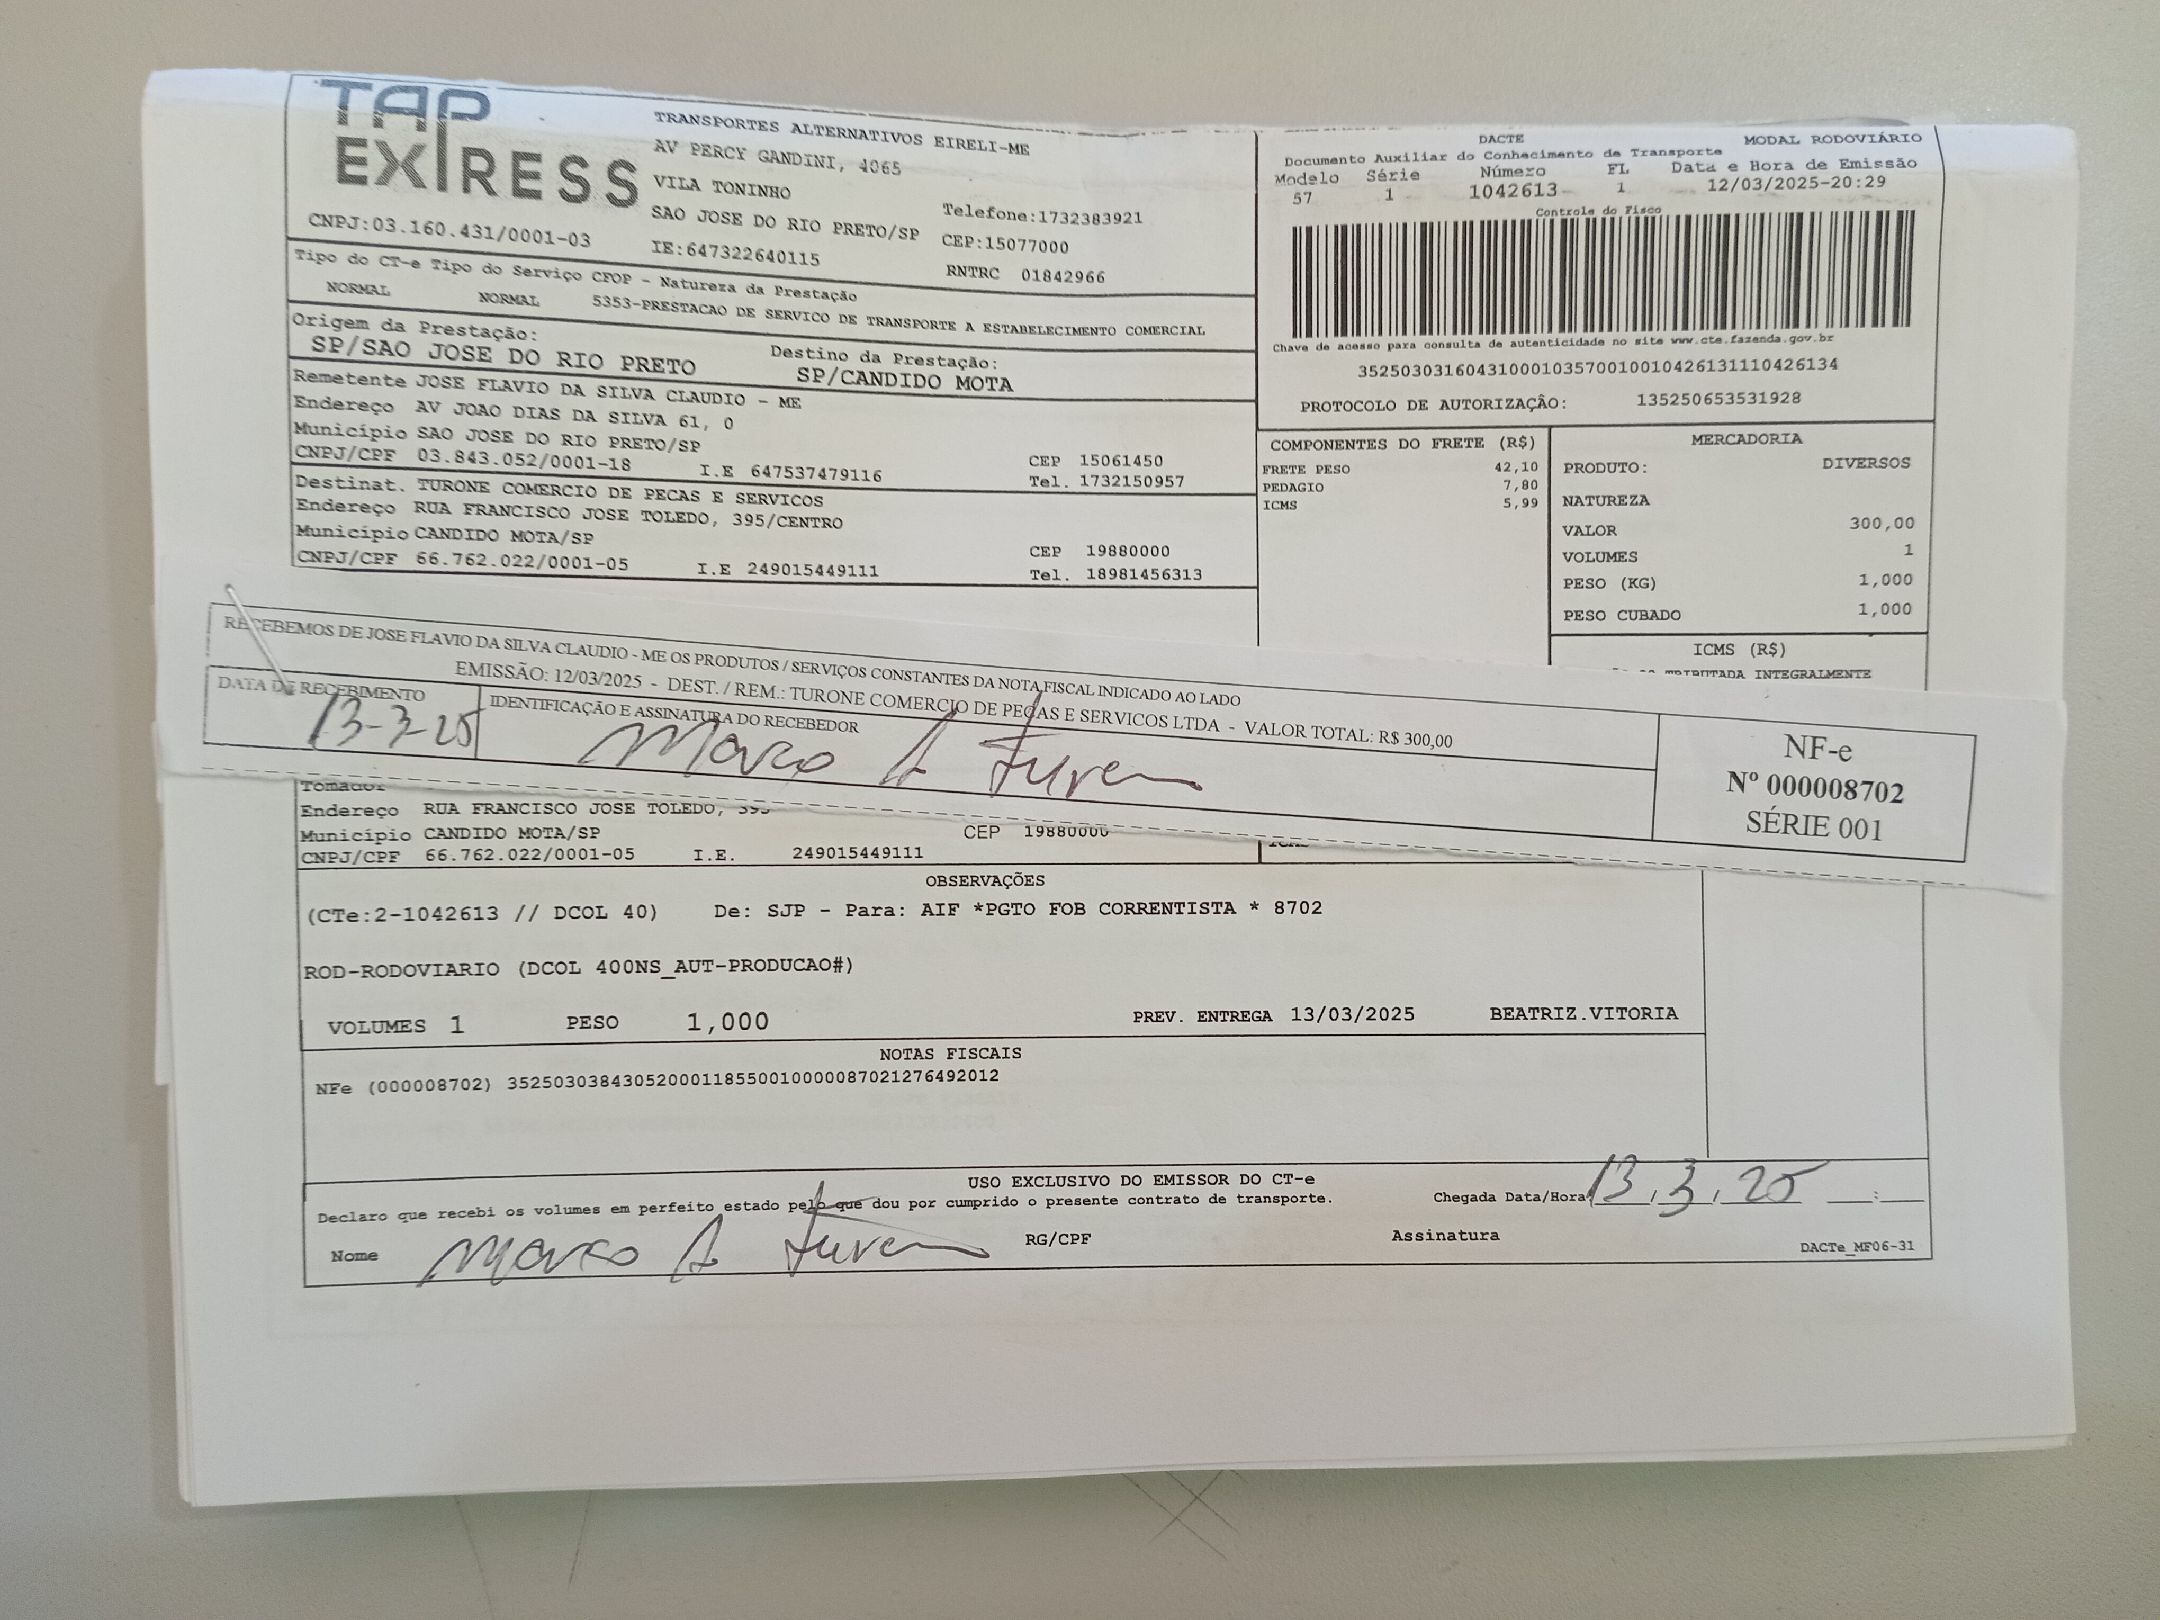 TAP
EXPRESS
TRANSPORTES ALTERNATIVOS EIRELI-ME
AV PERCY GANDINI, 4065
VILA TONINHO
SAO JOSE DO RIO PRETO/SP
Telefone:1732383921
CEP:15077000
CNPJ:03.160.431/0001-03
IE:647322640115
RNTRC 01842966
Tipo do CT-e Tipo do Serviço CFOP - Natureza da Prestação
NORMAL NORMAL 5353-PRESTACAO DE SERVICO DE TRANSPORTE A ESTABELECIMENTO COMERCIAL
Origem da Prestação:
SP/SAO JOSE DO RIO PRETO
Destino da Prestação:
SP/CANDIDO MOTA
Remetente JOSE FLAVIO DA SILVA CLAUDIO - ME
Endereço AV JOAO DIAS DA SILVA 61, 0
Município SAO JOSE DO RIO PRETO/SP
CEP 15061450
CNPJ/CPF 03.843.052/0001-18 I.E 647537479116 Tel. 1732150957
Destinat. TURONE COMERCIO DE PECAS E SERVICOS
Endereço RUA FRANCISCO JOSE TOLEDO, 395/CENTRO
Município CANDIDO MOTA/SP
CEP 19880000
CNPJ/CPF 66.762.022/0001-05 I.E 249015449111 Tel. 18981456313
DACTE MODAL RODOVIÁRIO
Documento Auxiliar do Conhecimento de Transporte
Modelo Série Número FL Data e Hora de Emissão
57 1 1042613 1 12/03/2025-20:29
Controle do Fisco
Chave de acesso para consulta de autenticidade no site www.cte.fazenda.gov.br
35250303160431000103570010010426131110426134
PROTOCOLO DE AUTORIZAÇÃO: 135250653531928
COMPONENTES DO FRETE (R$)
FRETE PESO 42,10
PEDAGIO 7,80
ICMS 5,99
MERCADORIA
PRODUTO: DIVERSOS
NATUREZA
VALOR 300,00
VOLUMES 1
PESO (KG) 1,000
PESO CUBADO 1,000
ICMS (R$)
TRIBUTADA INTEGRALMENTE
RECEBEMOS DE JOSE FLAVIO DA SILVA CLAUDIO - ME OS PRODUTOS / SERVIÇOS CONSTANTES DA NOTA FISCAL INDICADO AO LADO
EMISSÃO: 12/03/2025 - DEST. / REM.: TURONE COMERCIO DE PEÇAS E SERVICOS LTDA - VALOR TOTAL: R$ 300,00
DATA DE RECEBIMENTO
13-3-25
IDENTIFICAÇÃO E ASSINATURA DO RECEBEDOR
Marco A
NF-e
Nº 000008702
SÉRIE 001
Tomador
Endereço RUA FRANCISCO JOSE TOLEDO, 395
Município CANDIDO MOTA/SP CEP 19880000
CNPJ/CPF 66.762.022/0001-05 I.E. 249015449111
OBSERVAÇÕES
(CTe:2-1042613 // DCOL 40) De: SJP - Para: AIF *PGTO FOB CORRENTISTA * 8702
ROD-RODOVIARIO (DCOL 400NS_AUT-PRODUCAO#)
VOLUMES 1 PESO 1,000 PREV. ENTREGA 13/03/2025 BEATRIZ.VITORIA
NOTAS FISCAIS
NFe (000008702) 35250303843052000118550010000087021276492012
USO EXCLUSIVO DO EMISSOR DO CT-e
Declaro que recebi os volumes em perfeito estado pelo que dou por cumprido o presente contrato de transporte.
Chegada Data/Hora 13, 3, 25 __:__
Nome Marco A
RG/CPF
Assinatura
DACTe_MF06-31